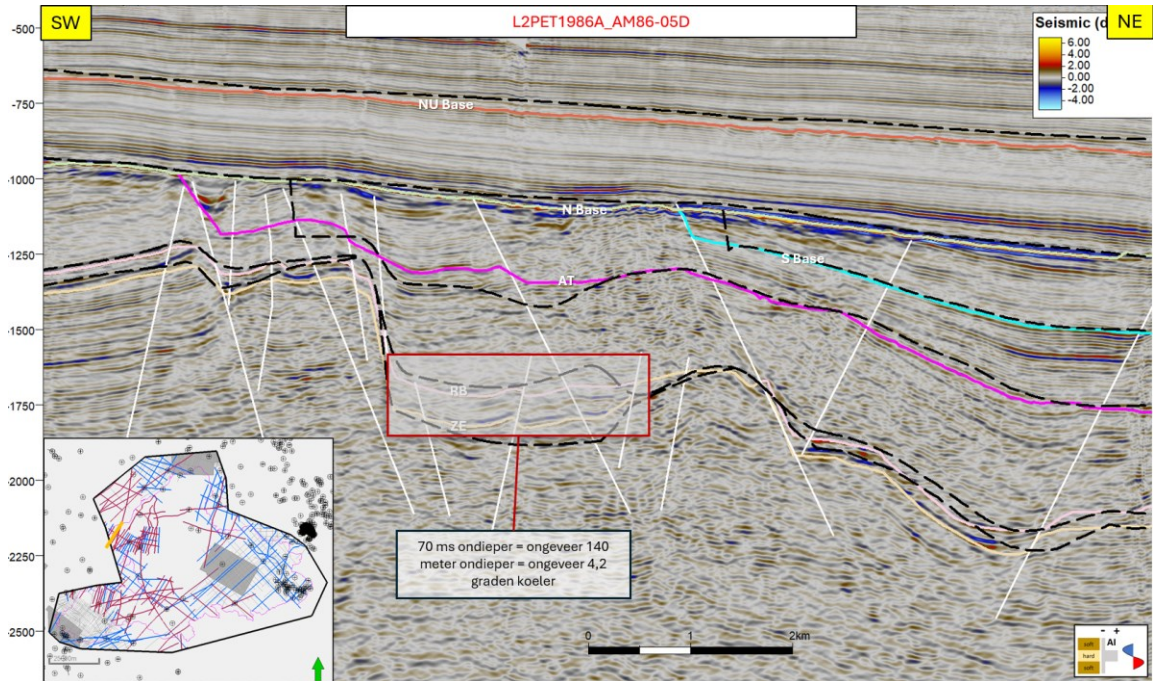 SW
L2PET1986A_AM86-05D
NE
Seismic (d
6.00
4.00
2.00
0.00
-2.00
-4.00
-500
-750
-1000
-1250
-1500
-1750
-2000
-2250
-2500
NU Base
N Base
S Base
AT
RB
ZE
70 ms ondieper = ongeveer 140
meter ondieper = ongeveer 4,2
graden koeler
0
1
2km
- +
AI
soft
hard
soft